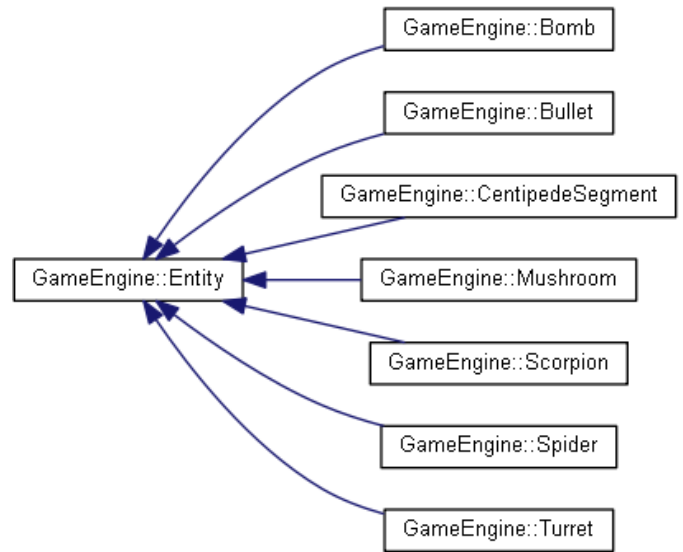 GameEngine::Bomb
GameEngine::Bullet
GameEngine::CentipedeSegment
GameEngine::Entity
GameEngine::Mushroom
GameEngine::Scorpion
GameEngine::Spider
GameEngine::Turret